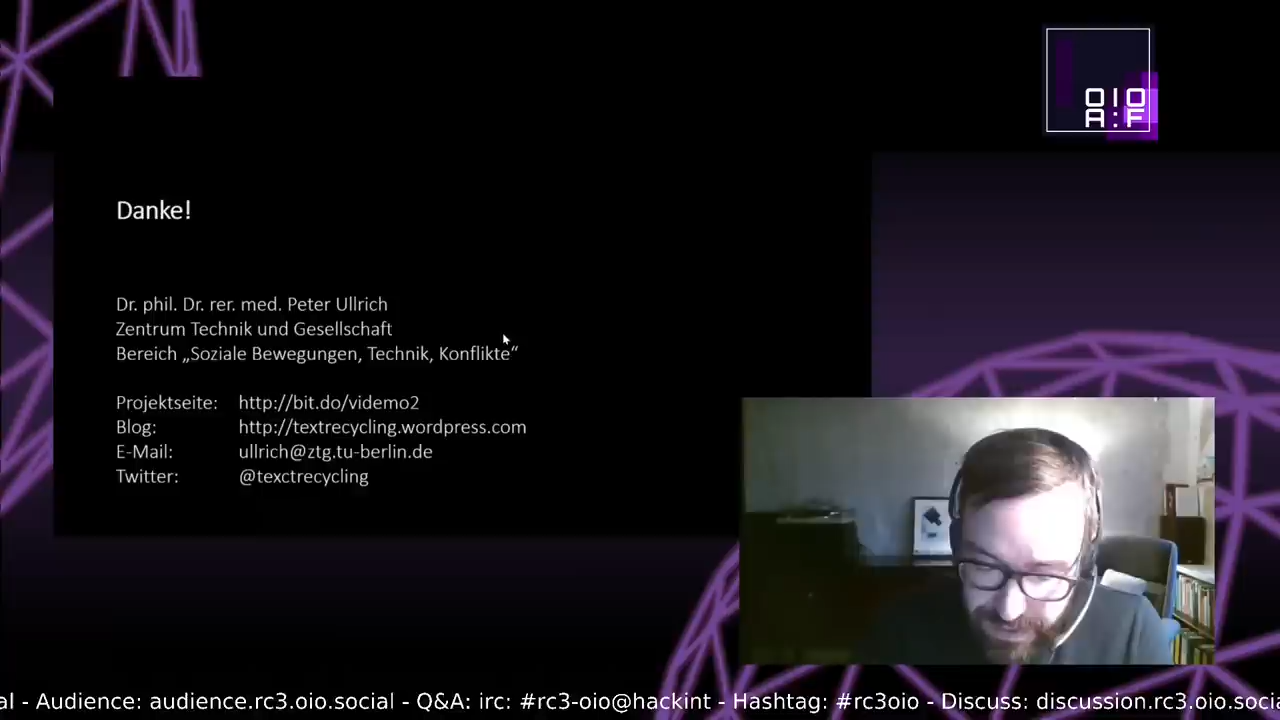 OIO
A:F
Danke!
Dr. phil. Dr. rer. med. Peter Ullrich
Zentrum Technik und Gesellschaft
Bereich „Soziale Bewegungen, Technik, Konflikte“
Projektseite: http://bit.do/videmo2
Blog: http://textrecycling.wordpress.com
E-Mail: ullrich@ztg.tu-berlin.de
Twitter: @texctrecycling
al - Audience: audience.rc3.oio.social - Q&A: irc: #rc3-oio@hackint - Hashtag: #rc3oio - Discuss: discussion.rc3.oio.socia